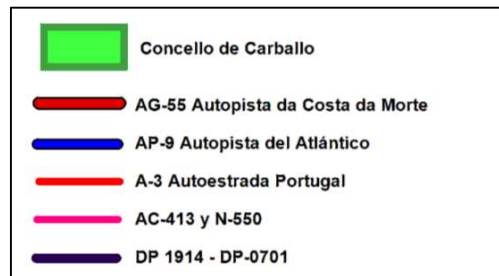 Concello de Carballo
AG-55 Autopista da Costa da Morte
AP-9 Autopista del Atlántico
A-3 Autoestrada Portugal
AC-413 y N-550
DP 1914 - DP-0701